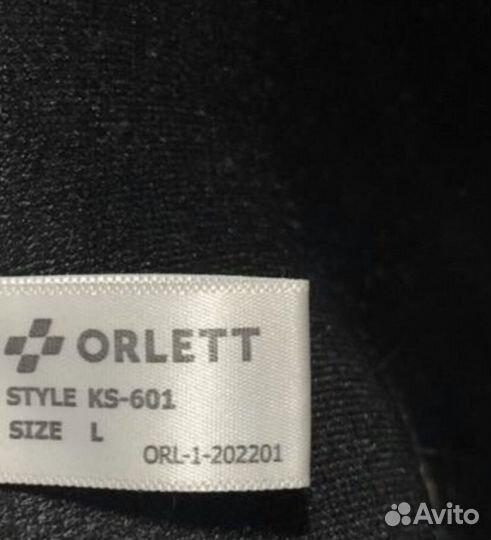 ORLETT
STYLE KS-601
SIZE L
ORL-1-202201
Avito